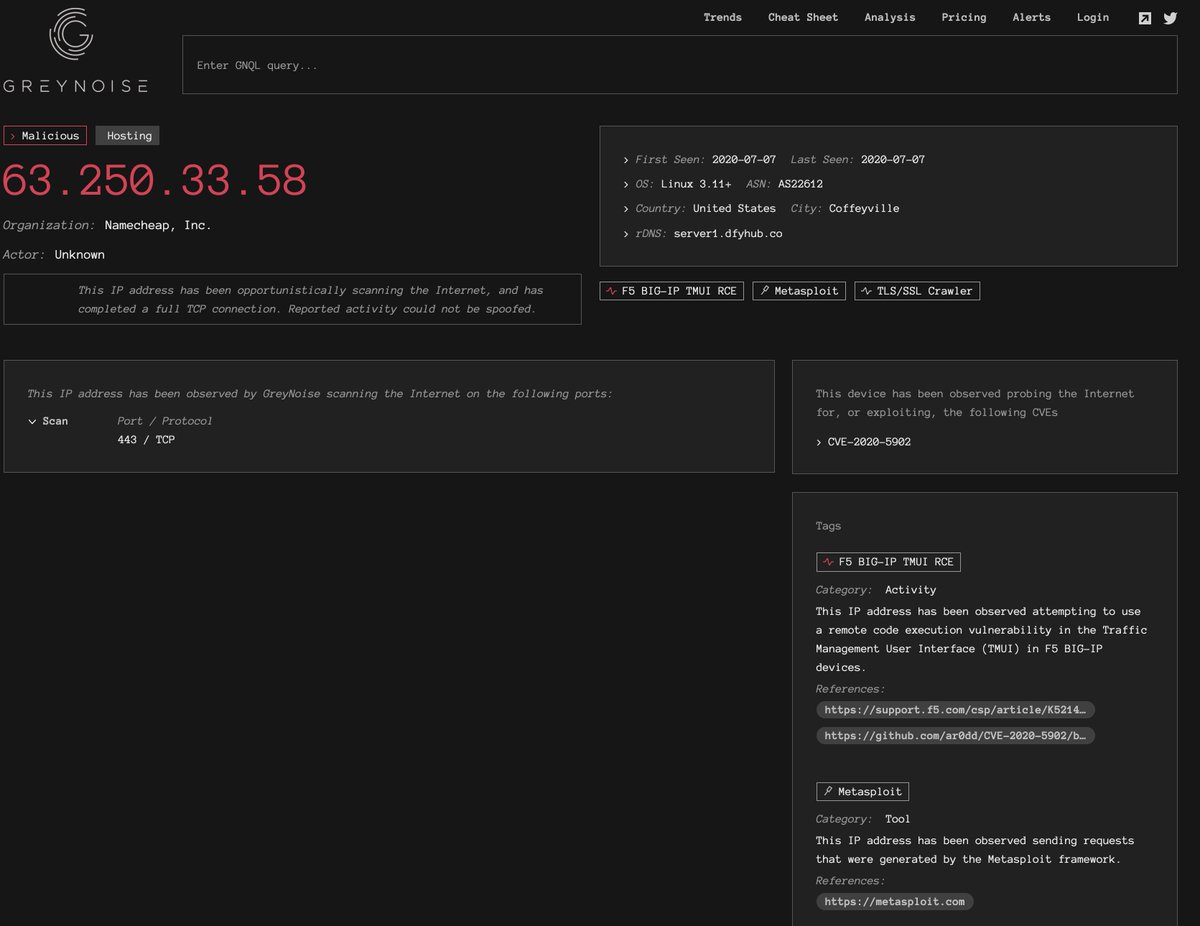 Trends Cheat Sheet Analysis Pricing Alerts Login
GREYNOISE
Enter GNQL query...
Malicious Hosting
63.250.33.58
Organization: Namecheap, Inc.
Actor: Unknown
This IP address has been opportunistically scanning the Internet, and has
completed a full TCP connection. Reported activity could not be spoofed.
> First Seen: 2020-07-07 Last Seen: 2020-07-07
> OS: Linux 3.11+ ASN: AS22612
> Country: United States City: Coffeyville
> rDNS: server1.dfyhub.co
F5 BIG-IP TMUI RCE Metasploit TLS/SSL Crawler
This IP address has been observed by GreyNoise scanning the Internet on the following ports:
Scan Port / Protocol
443 / TCP
This device has been observed probing the Internet
for, or exploiting, the following CVEs
> CVE-2020-5902
Tags
F5 BIG-IP TMUI RCE
Category: Activity
This IP address has been observed attempting to use
a remote code execution vulnerability in the Traffic
Management User Interface (TMUI) in F5 BIG-IP
devices.
References:
https://support.f5.com/csp/article/K5214…
https://github.com/ar0dd/CVE-2020-5902/b…
Metasploit
Category: Tool
This IP address has been observed sending requests
that were generated by the Metasploit framework.
References:
https://metasploit.com